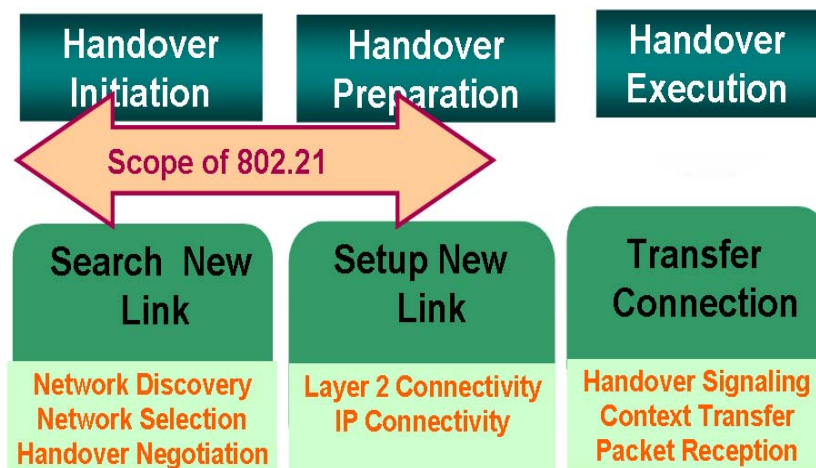 Handover
Initiation
Handover
Preparation
Handover
Execution
Scope of 802.21
Search New
Link
Setup New
Link
Transfer
Connection
Network Discovery
Network Selection
Handover Negotiation
Layer 2 Connectivity
IP Connectivity
Handover Signaling
Context Transfer
Packet Reception